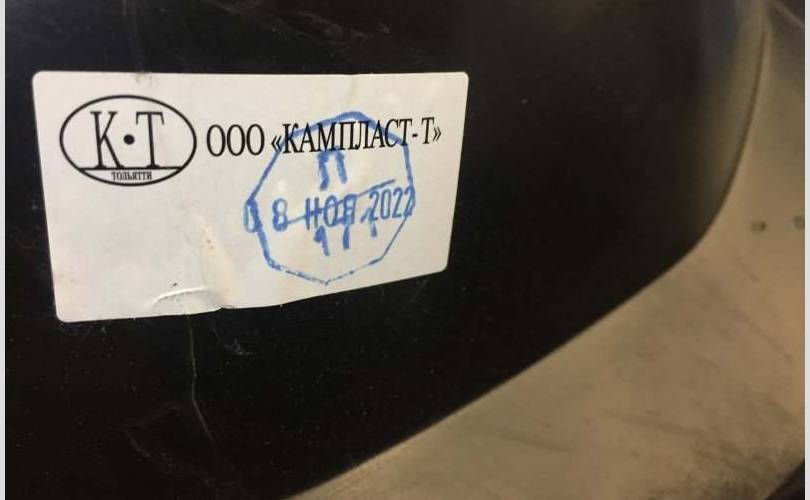 К·Т ООО «КАМПЛАСТ-Т»
ТОЛЬЯТТИ
П
08 НОЯ 2022